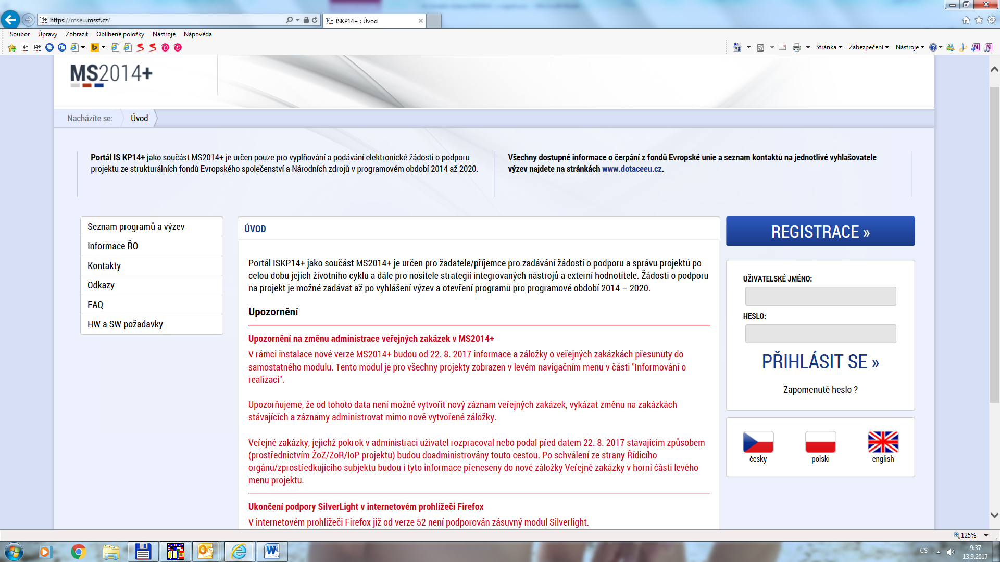 https://mseu.mssf.cz/
14+ ISKP14+ : Úvod
Soubor Úpravy Zobrazit Oblíbené položky Nástroje Nápověda
14+ 14+
Stránka Zabezpečení Nástroje
MS2014+
Nacházíte se: Úvod
Portál IS KP14+ jako součást MS2014+ je určen pouze pro vyplňování a podávání elektronické žádosti o podporu
projektu ze strukturálních fondů Evropského společenství a Národních zdrojů v programovém období 2014 až 2020.
Všechny dostupné informace o čerpání z fondů Evropské unie a seznam kontaktů na jednotlivé vyhlašovatele
výzev najdete na stránkách www.dotaceeu.cz.
Seznam programů a výzev
Informace ŘO
Kontakty
Odkazy
FAQ
HW a SW požadavky
ÚVOD
Portál ISKP14+ jako součást MS2014+ je určen pro žadatele/příjemce pro zadávání žádostí o podporu a správu projektů po
celou dobu jejich životního cyklu a dále pro nositele strategií integrovaných nástrojů a externí hodnotitele. Žádosti o podporu
na projekt je možné zadávat až po vyhlášení výzev a otevření programů pro programové období 2014 – 2020.
Upozornění
Upozornění na změnu administrace veřejných zakázek v MS2014+
V rámci instalace nové verze MS2014+ budou od 22. 8. 2017 informace a záložky o veřejných zakázkách přesunuty do
samostatného modulu. Tento modul je pro všechny projekty zobrazen v levém navigačním menu v části "Informování o
realizaci".
Upozorňujeme, že od tohoto data není možné vytvořit nový záznam veřejných zakázek, vykázat změnu na zakázkách
stávajících a záznamy administrovat mimo nově vytvořené záložky.
Veřejné zakázky, jejichž pokrok v administraci uživatel rozpracoval nebo podal před datem 22. 8. 2017 stávajícím způsobem
(prostřednictvím ŽoZ/ZoR/IoP projektu) budou doadministrovány touto cestou. Po schválení ze strany Řídicího
orgánu/zprostředkujícího subjektu budou i tyto informace přeneseny do nové záložky Veřejné zakázky v horní části levého
menu projektu.
Ukončení podpory SilverLight v internetovém prohlížeči Firefox
V internetovém prohlížeči Firefox již od verze 52 není podporován zásuvný modul Silverlight.
REGISTRACE »
UŽIVATELSKÉ JMÉNO:
HESLO:
PŘIHLÁSIT SE »
Zapomenuté heslo ?
česky polski english
125%
CS
9:37
13.9.2017